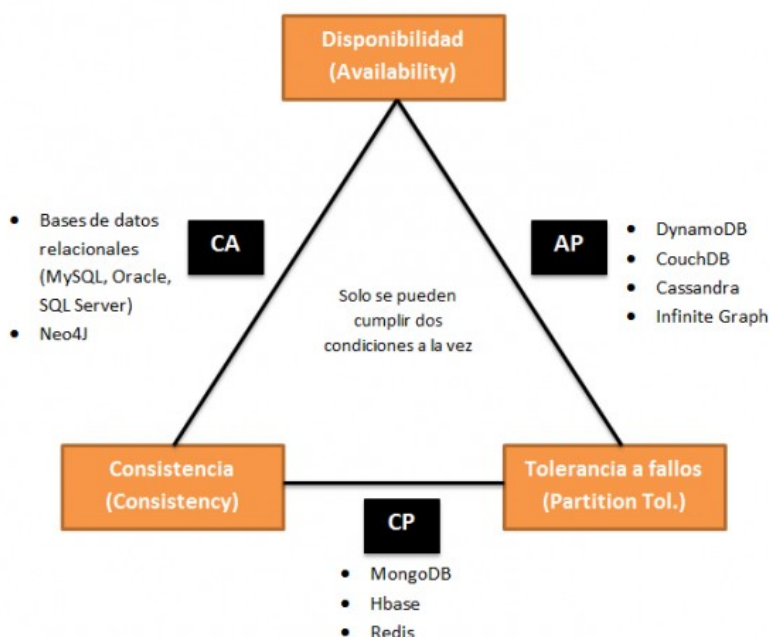 Disponibilidad
(Availability)
• Bases de datos
relacionales
(MySQL, Oracle,
SQL Server)
• Neo4J
CA
AP
• DynamoDB
• CouchDB
• Cassandra
• Infinite Graph
Solo se pueden
cumplir dos
condiciones a la vez
Consistencia
(Consistency)
Tolerancia a fallos
(Partition Tol.)
CP
• MongoDB
• Hbase
• Redis